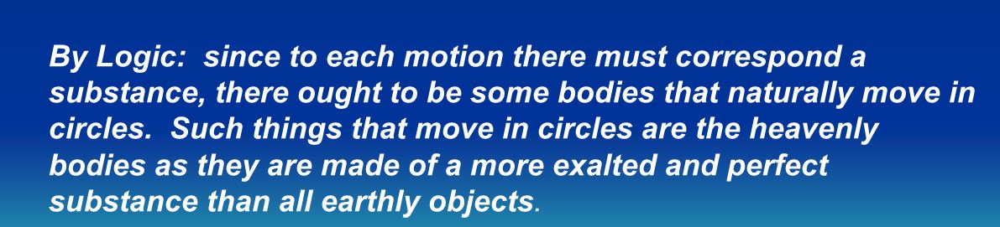 By Logic:  since to each motion there must correspond a
substance, there ought to be some bodies that naturally move in
circles.  Such things that move in circles are the heavenly
bodies as they are made of a more exalted and perfect
substance than all earthly objects.